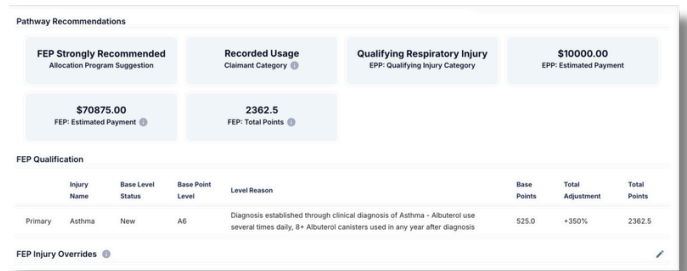 Pathway Recommendations
FEP Strongly Recommended
Allocation Program Suggestion
Recorded Usage
Claimant Category
Qualifying Respiratory Injury
EPP: Qualifying Injury Category
$10000.00
EPP: Estimated Payment
$70875.00
FEP: Estimated Payment
2362.5
FEP: Total Points
FEP Qualification
Injury Name Base Level Status Base Point Level Level Reason Base Points Total Adjustment Total Points
Primary Asthma New A6 Diagnosis established through clinical diagnosis of Asthma - Albuterol use 525.0 +350% 2362.5
several times daily, 8+ Albuterol canisters used in any year after diagnosis
FEP Injury Overrides